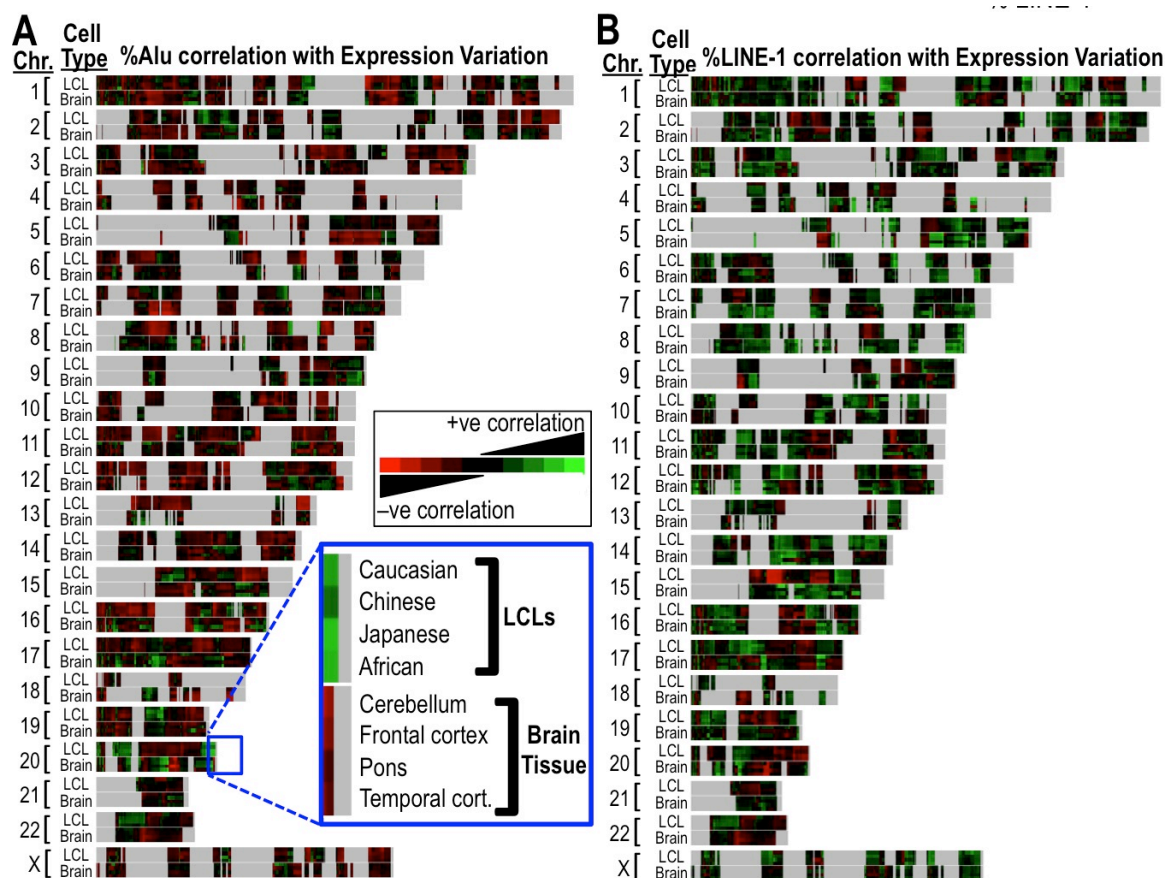 A
Cell
Chr. Type %Alu correlation with Expression Variation
1 LCL
Brain
2 LCL
Brain
3 LCL
Brain
4 LCL
Brain
5 LCL
Brain
6 LCL
Brain
7 LCL
Brain
8 LCL
Brain
9 LCL
Brain
10 LCL
Brain
11 LCL
Brain
12 LCL
Brain
13 LCL
Brain
14 LCL
Brain
15 LCL
Brain
16 LCL
Brain
17 LCL
Brain
18 LCL
Brain
19 LCL
Brain
20 LCL
Brain
21 LCL
Brain
22 LCL
Brain
X LCL
Brain
+ve correlation
–ve correlation
Caucasian
Chinese
Japanese
African
LCLs
Cerebellum
Frontal cortex
Pons
Temporal cort.
Brain
Tissue
B
Cell
Chr. Type %LINE-1 correlation with Expression Variation
1 LCL
Brain
2 LCL
Brain
3 LCL
Brain
4 LCL
Brain
5 LCL
Brain
6 LCL
Brain
7 LCL
Brain
8 LCL
Brain
9 LCL
Brain
10 LCL
Brain
11 LCL
Brain
12 LCL
Brain
13 LCL
Brain
14 LCL
Brain
15 LCL
Brain
16 LCL
Brain
17 LCL
Brain
18 LCL
Brain
19 LCL
Brain
20 LCL
Brain
21 LCL
Brain
22 LCL
Brain
X LCL
Brain